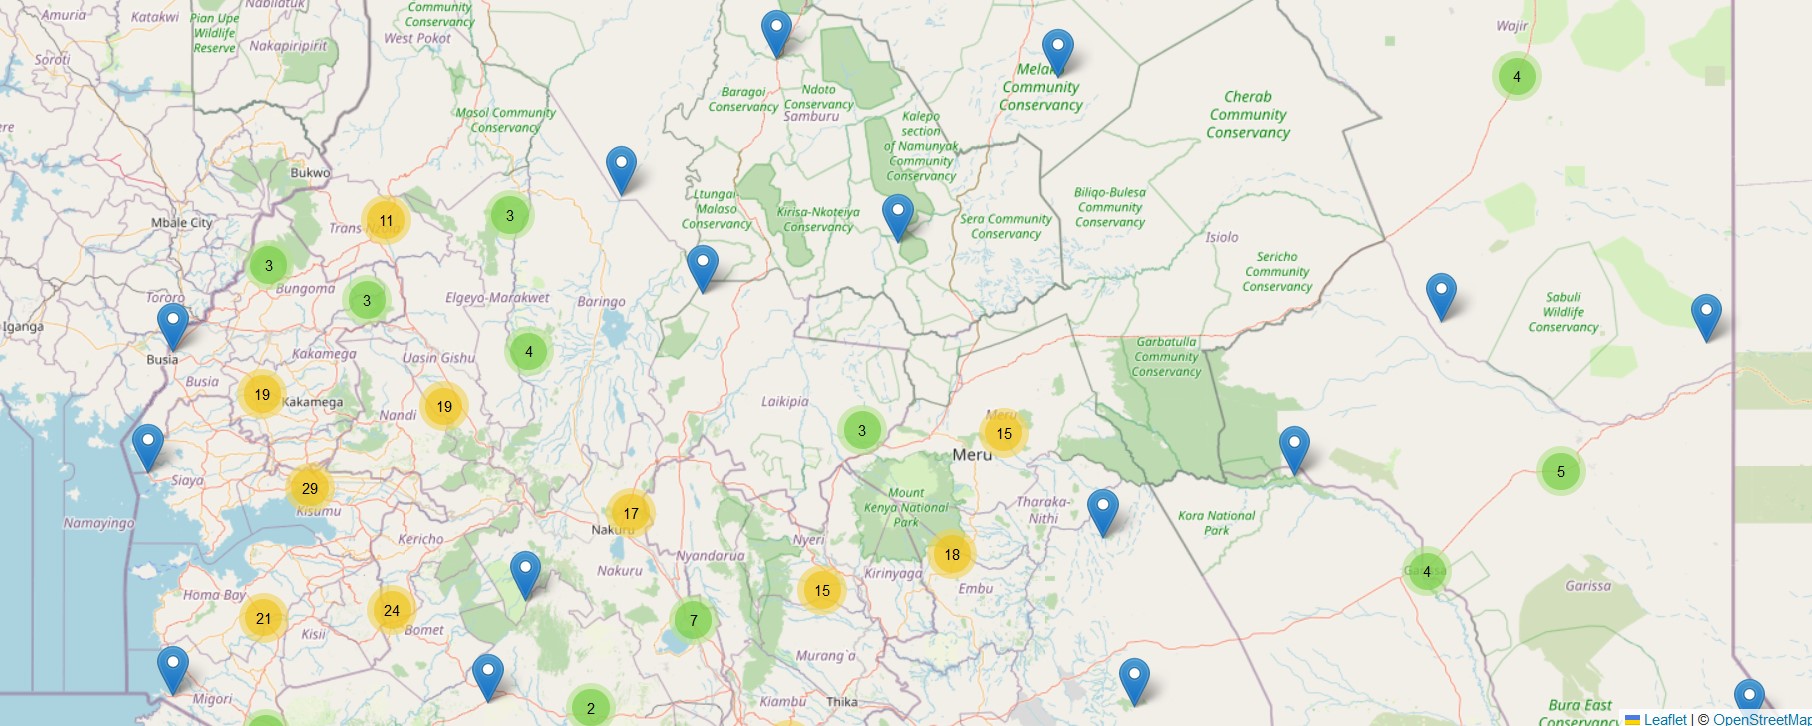 Amuria
Katakwi
Pian Upe
Wildlife
Reserve
Nabilatuk
Nakapiripirit
Soroti
Community
Conservancy
West Pokot
Masol Community
Conservancy
Baragoi
Conservancy
Ndoto
Conservancy
Samburu
Kalepo
section
of Namunyak
Community
Conservancy
Community
Conservancy
Cherab
Community
Conservancy
Wajir
4
Bukwo
Mbale City
11
3
Ltungai
Malaso
Conservancy
Kirisa-Nkoteiya
Conservancy
Sera Community
Conservancy
Biliqo-Bulesa
Community
Conservancy
Isiolo
Sericho
Community
Conservancy
3
Bungoma
3
Tororo
Iganga
Elgeyo-Marakwet
Baringo
Sabuli
Wildlife
Conservancy
Busia
Kakamega
Uasin Gishu
4
Garbatulla
Community
Conservancy
Busia
19
Kakamega
Nandi
19
Laikipia
3
Meru
15
Meru
Siaya
29
Kisumu
Namayingo
Kericho
17
Nakuru
Mount
Kenya National
Park
Tharaka-
Nithi
Kora National
Park
5
Nyeri
Nyandarua
18
Nakuru
Kirinyaga
Embu
15
4
Garissa
Homa Bay
21
24
Kisii
Bomet
7
Murang'a
Migori
2
Kiambu
Thika
Bura East
Conservancy
Leaflet | © OpenStreetMap